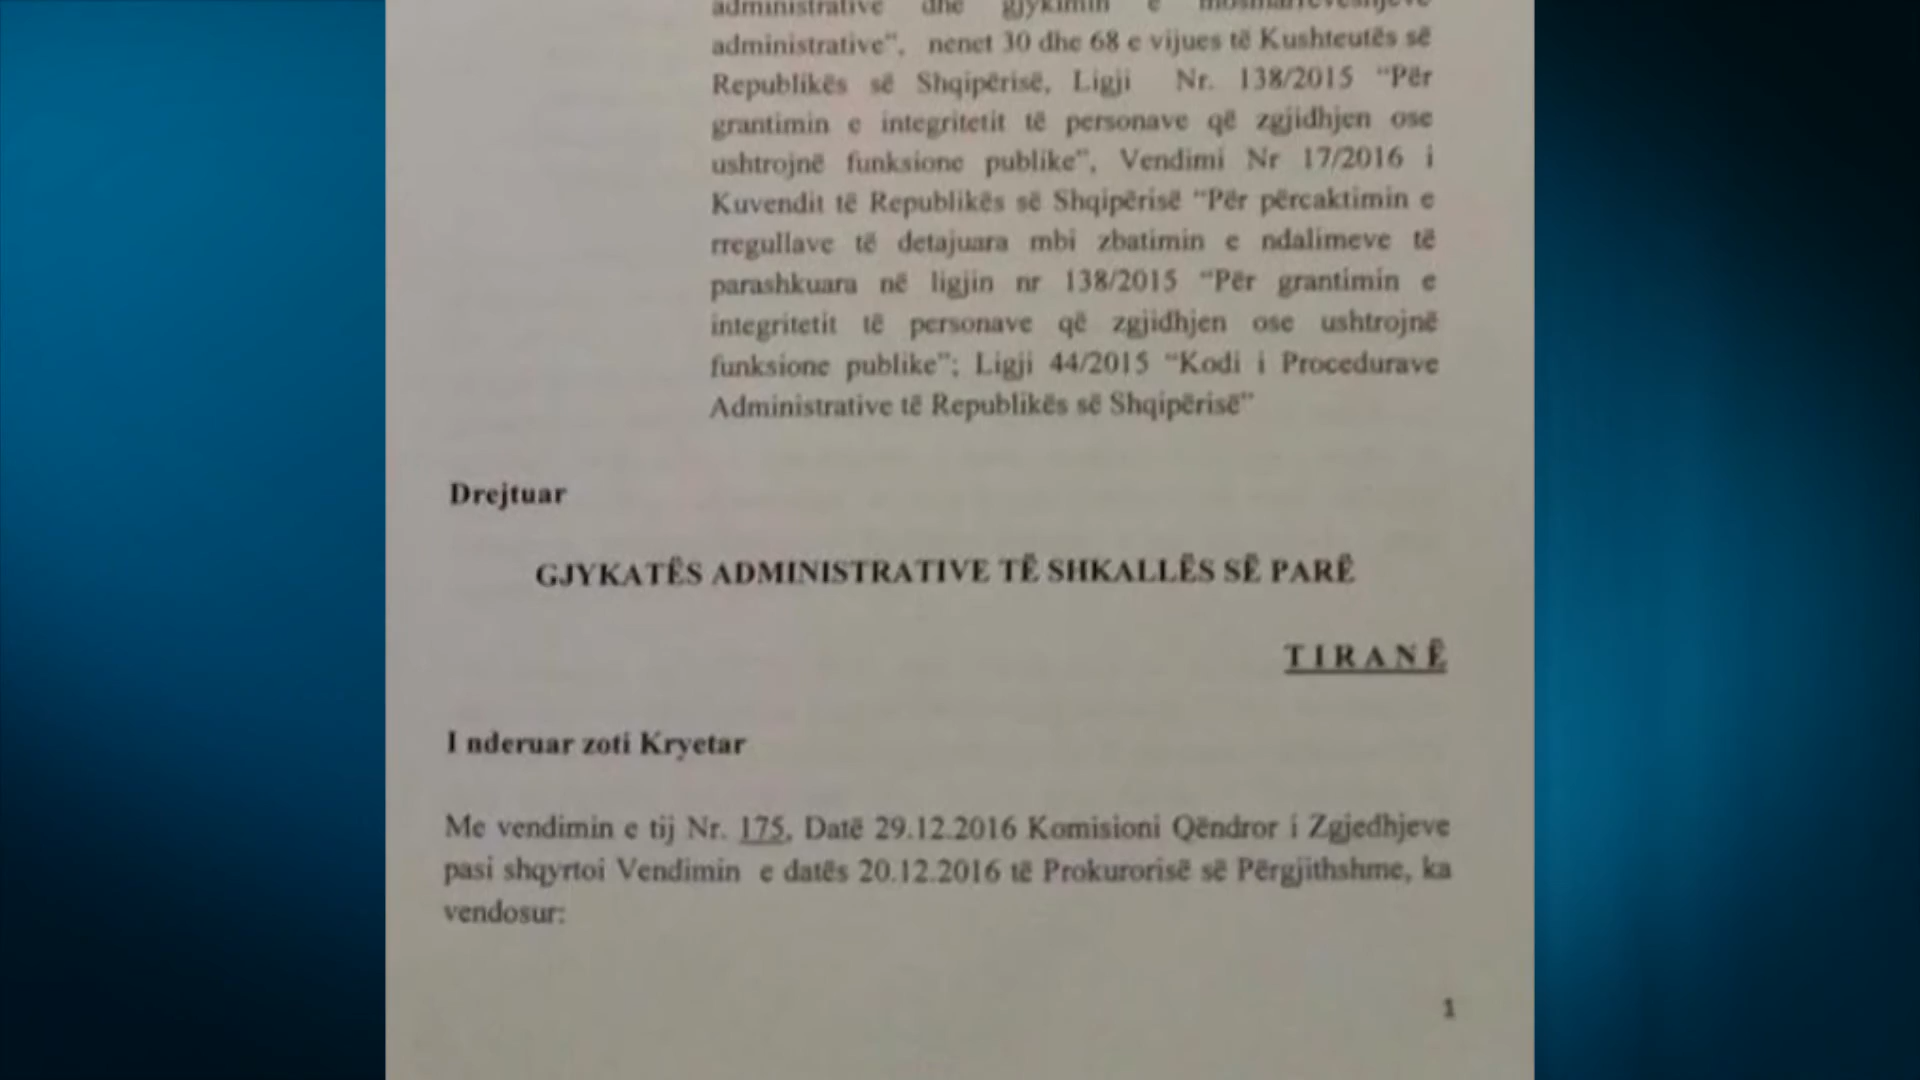 administrative dhe gjykimin e mosmarrëveshjeve
administrative", nenet 30 dhe 68 e vijues të Kushteutës së
Republikës së Shqipërisë, Ligji Nr. 138/2015 "Për
grantimin e integritetit të personave që zgjidhjen ose
ushtrojnë funksione publike", Vendimi Nr 17/2016 i
Kuvendit të Republikës së Shqipërisë "Për përcaktimin e
rregullave të detajuara mbi zbatimin e ndalimeve të
parashkuara në ligjin nr 138/2015 "Për grantimin e
integritetit të personave që zgjidhjen ose ushtrojnë
funksione publike"; Ligji 44/2015 "Kodi i Procedurave
Administrative të Republikës së Shqipërisë"
Drejtuar
GJYKATËS ADMINISTRATIVE TË SHKALLËS SË PARË
TIRANË
I nderuar zoti Kryetar
Me vendimin e tij Nr. 175, Datë 29.12.2016 Komisioni Qëndror i Zgjedhjeve
pasi shqyrtoi Vendimin e datës 20.12.2016 të Prokurorisë së Përgjithshme, ka
vendosur:
1